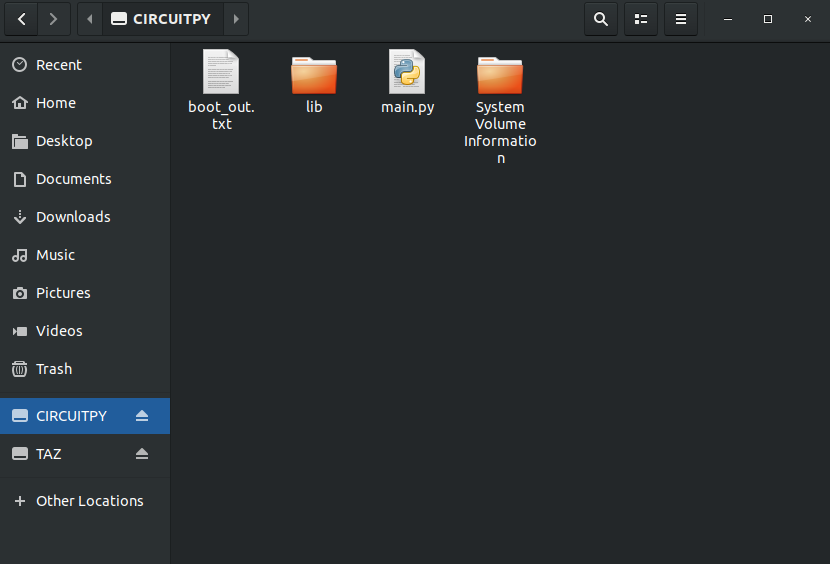 CIRCUITPY
Recent
Home
Desktop
Documents
Downloads
Music
Pictures
Videos
Trash
CIRCUITPY
TAZ
Other Locations
boot_out.
txt
lib
main.py
System
Volume
Informatio
n